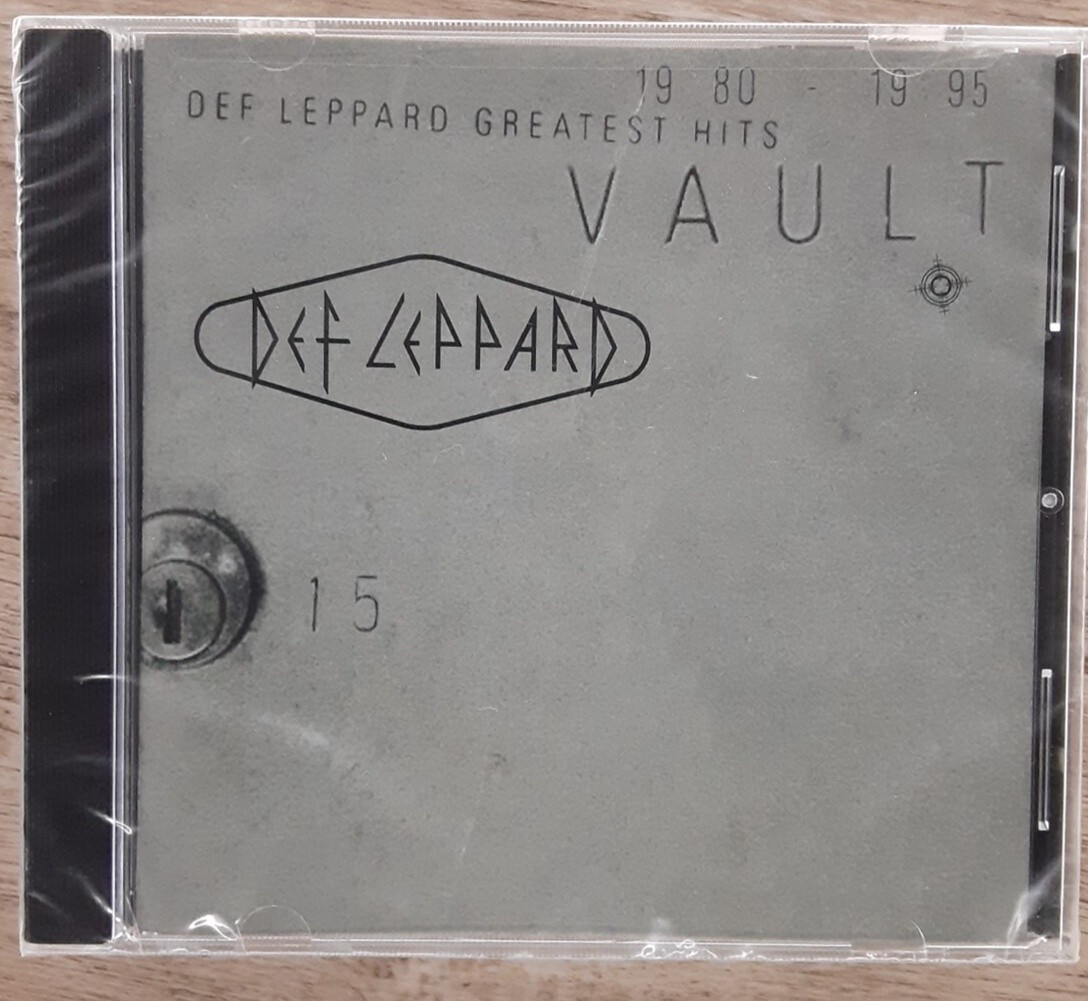 19 80 - 19 95
DEF LEPPARD GREATEST HITS
VAULT
DEF LEPPARD
15